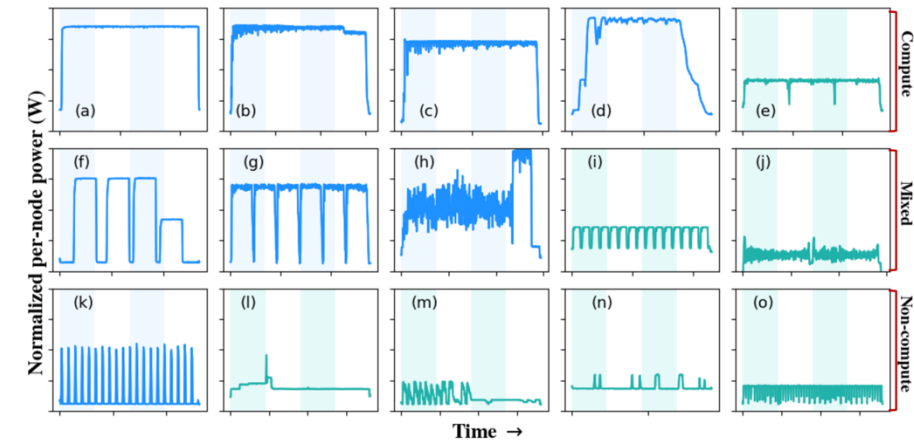 (a)
(b)
(c)
(d)
(e)
Compute
(f)
(g)
(h)
(i)
(j)
Mixed
(k)
(l)
(m)
(n)
(o)
Non-compute
Normalized per-node power (W)
Time →